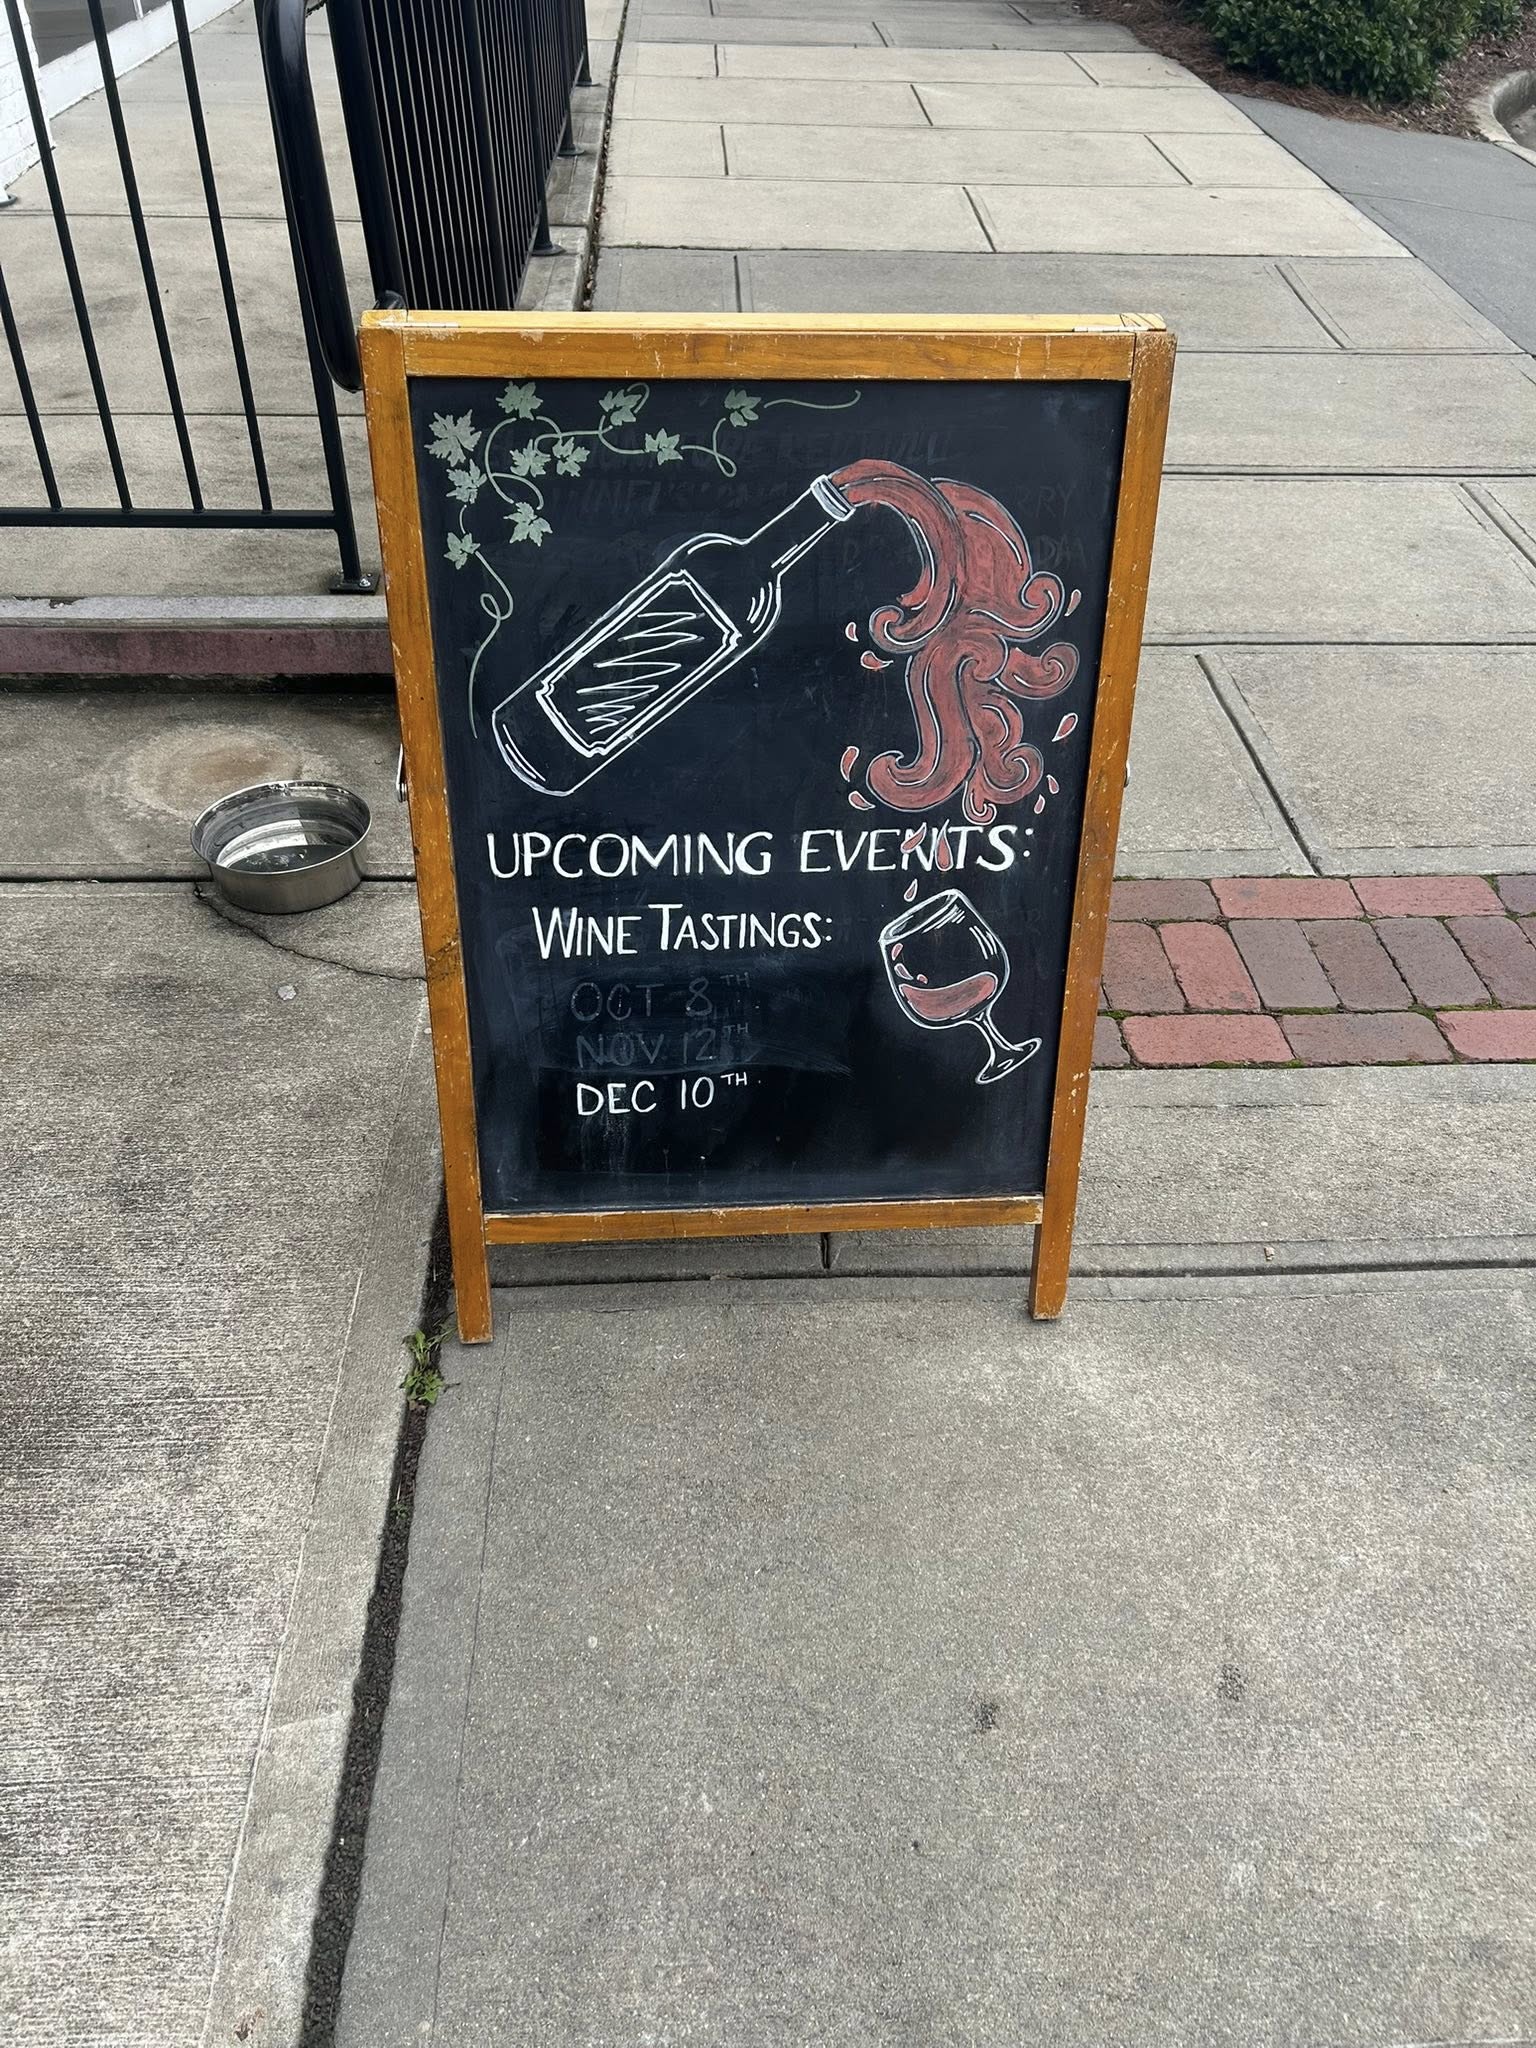 UPCOMING EVENTS:
WINE TASTINGS:
OCT 8TH
NOV. 12TH
DEC 10TH.